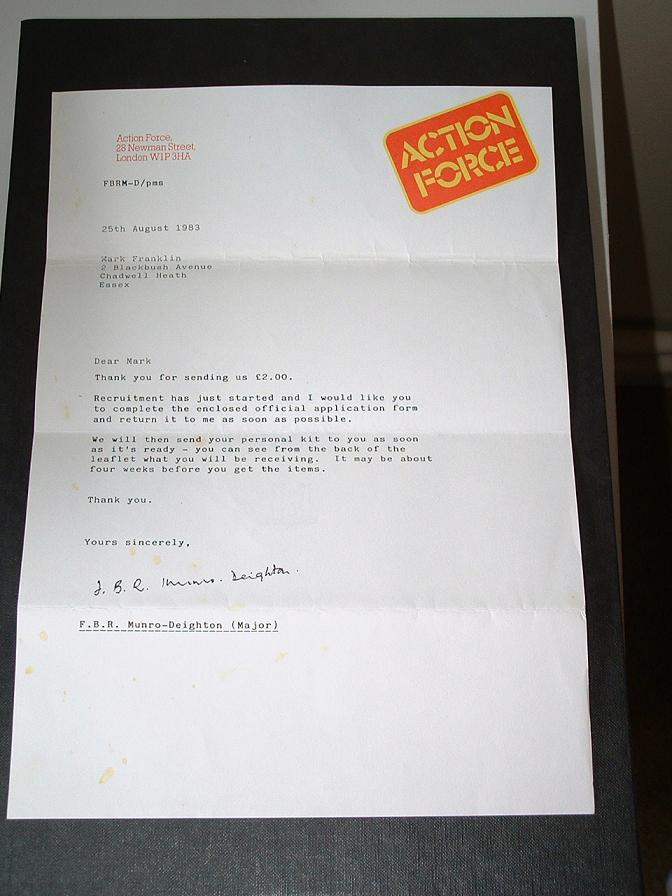 ACTION
FORCE
Action Force,
28 Newman Street,
London W1P 3HA
FBRM-D/pms
25th August 1983
Mark Franklin
2 Blackbush Avenue
Chadwell Heath
Essex
Dear Mark
Thank you for sending us £2.00.
Recruitment has just started and I would like you
to complete the enclosed official application form
and return it to me as soon as possible.
We will then send your personal kit to you as soon
as it's ready - you can see from the back of the
leaflet what you will be receiving. It may be about
four weeks before you get the items.
Thank you.
Yours sincerely,
F. B. R. Munro-Deighton.
F.B.R. Munro-Deighton (Major)